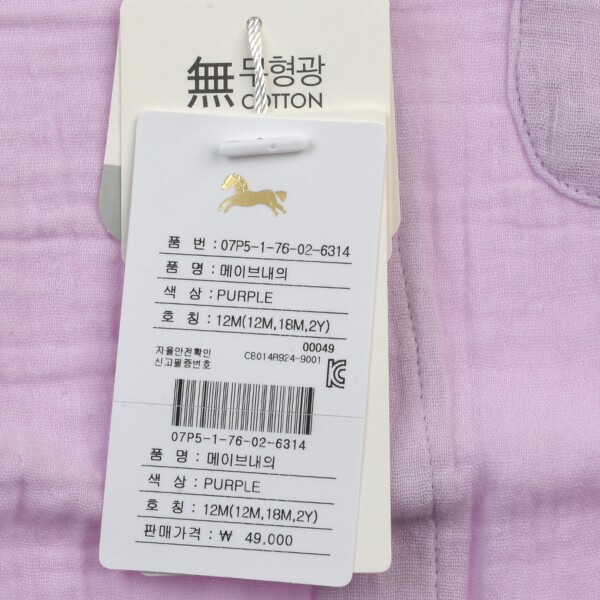 無 무형광
COTTON
품 번 : 07P5-1-76-02-6314
품 명 : 메이브내의
색 상 : PURPLE
호 칭 : 12M(12M,18M,2Y)
00049
자율안전확인 CB014R924-9001
신고필증번호
07P5-1-76-02-6314
품 명 : 메이브내의
색 상 : PURPLE
호 칭 : 12M(12M,18M,2Y)
판매가격 : ₩ 49,000